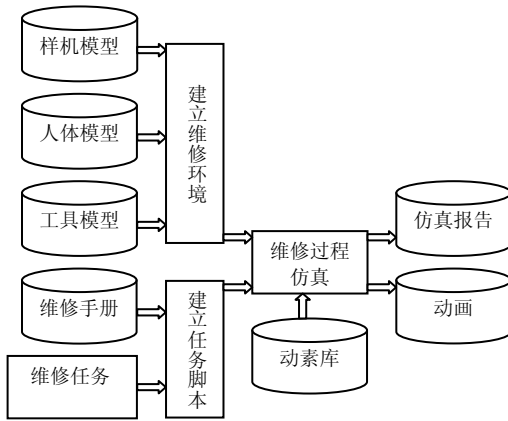 样机模型
人体模型
工具模型
维修手册
维修任务
建立维修环境
建立任务脚本
维修过程
仿真
动素库
仿真报告
动画